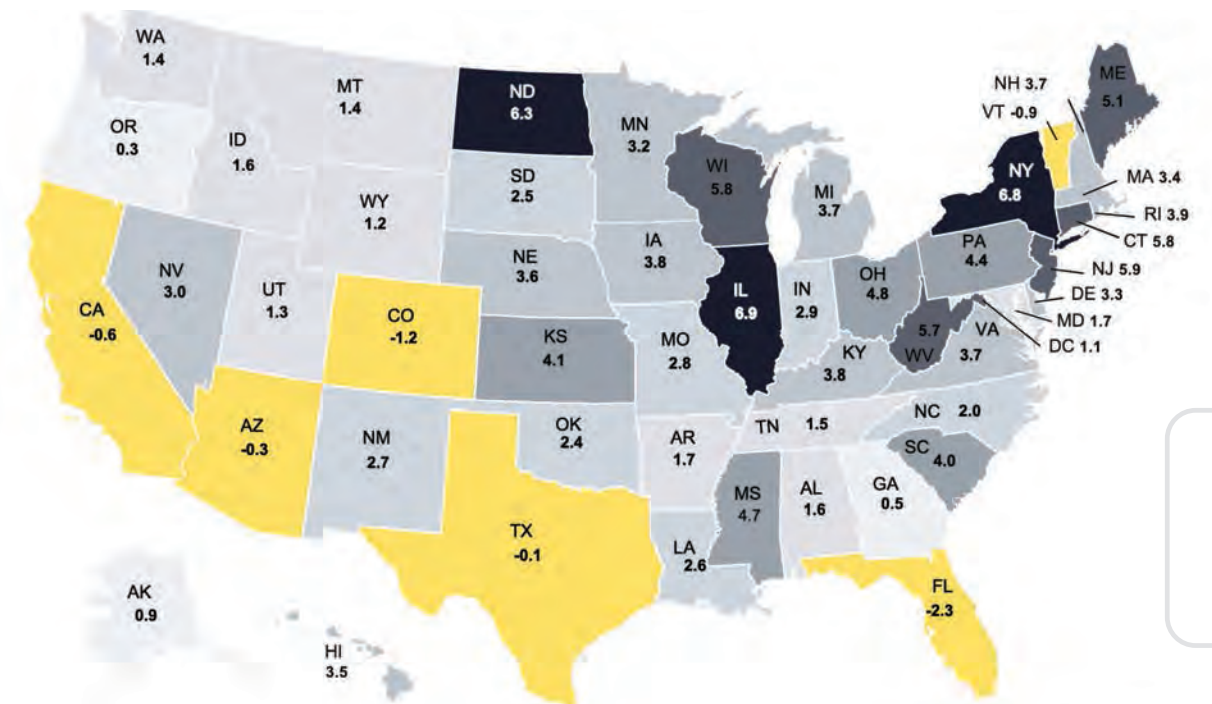 WA
1.4
OR
0.3
ID
1.6
MT
1.4
WY
1.2
ND
6.3
SD
2.5
NE
3.6
KS
4.1
MN
3.2
IA
3.8
MO
2.8
WI
5.8
IL
6.9
MI
3.7
IN
2.9
OH
4.8
KY
3.8
PA
4.4
NY
6.8
NH 3.7
VT -0.9
ME
5.1
MA 3.4
RI 3.9
CT 5.8
NJ 5.9
DE 3.3
MD 1.7
DC 1.1
VA
3.7
5.7
WV
NC 2.0
SC
4.0
TN 1.5
GA
0.5
AL
1.6
MS
4.7
AR
1.7
LA
2.6
OK
2.4
TX
-0.1
NM
2.7
AZ
-0.3
CO
-1.2
UT
1.3
NV
3.0
CA
-0.6
AK
0.9
HI
3.5
FL
-2.3